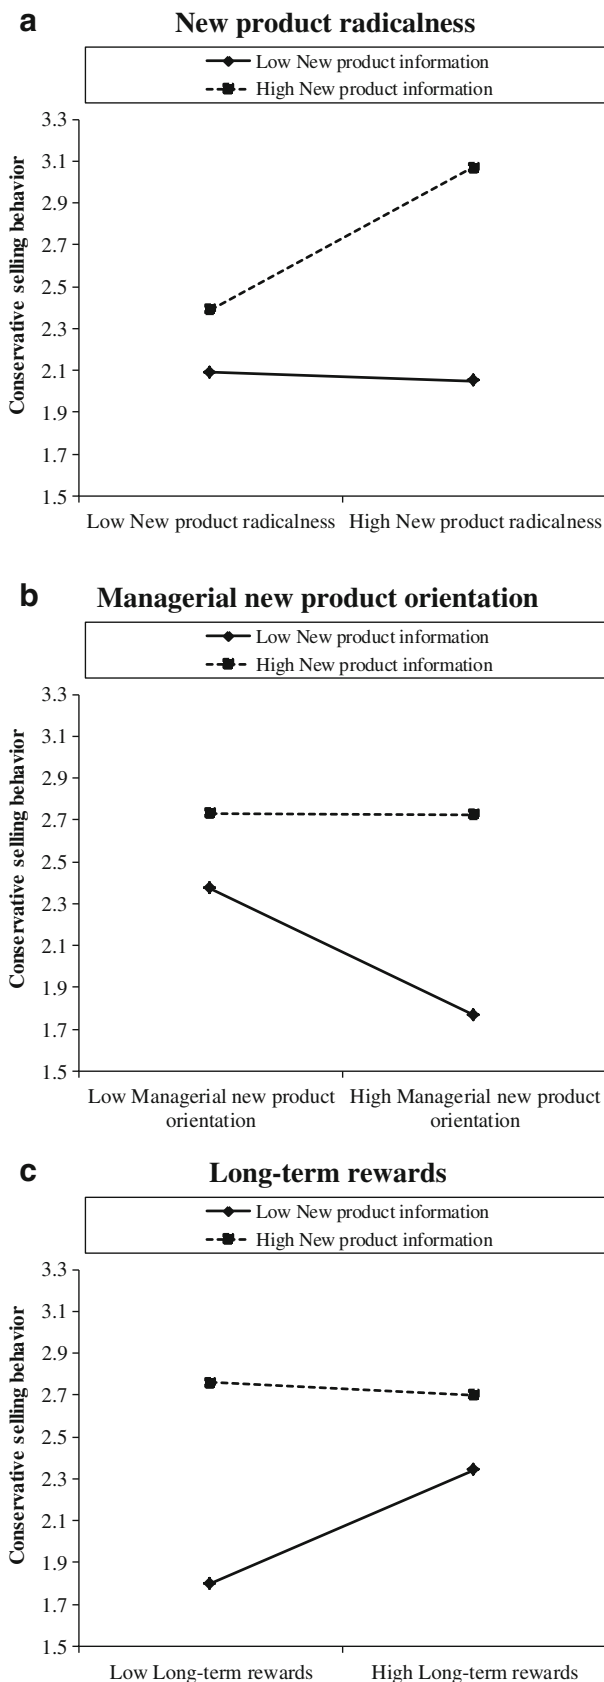 a New product radicalness
Low New product information
High New product information
3.3
3.1
2.9
2.7
2.5
2.3
2.1
1.9
1.7
1.5
Conservative selling behavior
Low New product radicalness High New product radicalness
b Managerial new product orientation
Low New product information
High New product information
3.3
3.1
2.9
2.7
2.5
2.3
2.1
1.9
1.7
1.5
Conservative selling behavior
Low Managerial new product High Managerial new product
orientation orientation
c Long-term rewards
Low New product information
High New product information
3.3
3.1
2.9
2.7
2.5
2.3
2.1
1.9
1.7
1.5
Conservative selling behavior
Low Long-term rewards High Long-term rewards